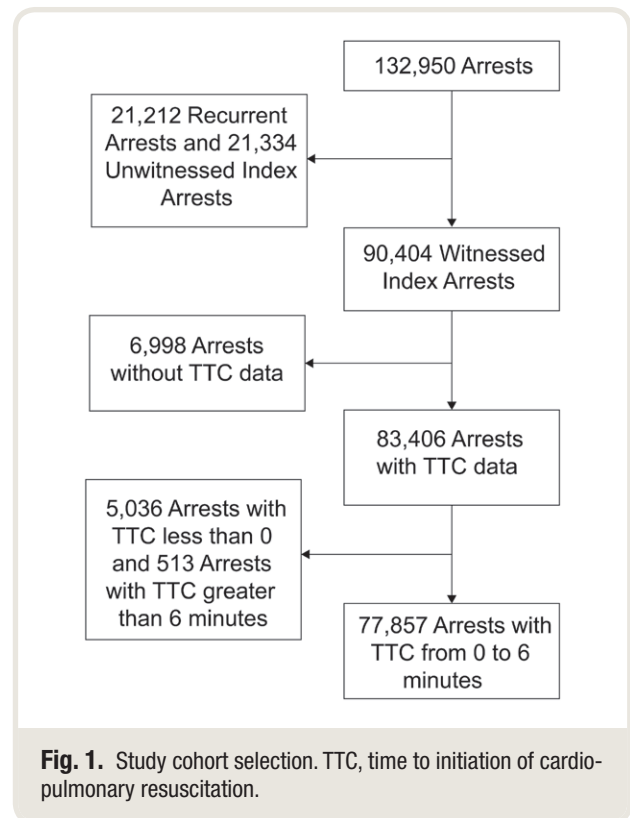 132,950 Arrests
21,212 Recurrent
Arrests and 21,334
Unwitnessed Index
Arrests
90,404 Witnessed
Index Arrests
6,998 Arrests
without TTC data
83,406 Arrests
with TTC data
5,036 Arrests with
TTC less than 0
and 513 Arrests
with TTC greater
than 6 minutes
77,857 Arrests with
TTC from 0 to 6
minutes
Fig. 1. Study cohort selection. TTC, time to initiation of cardio-
pulmonary resuscitation.